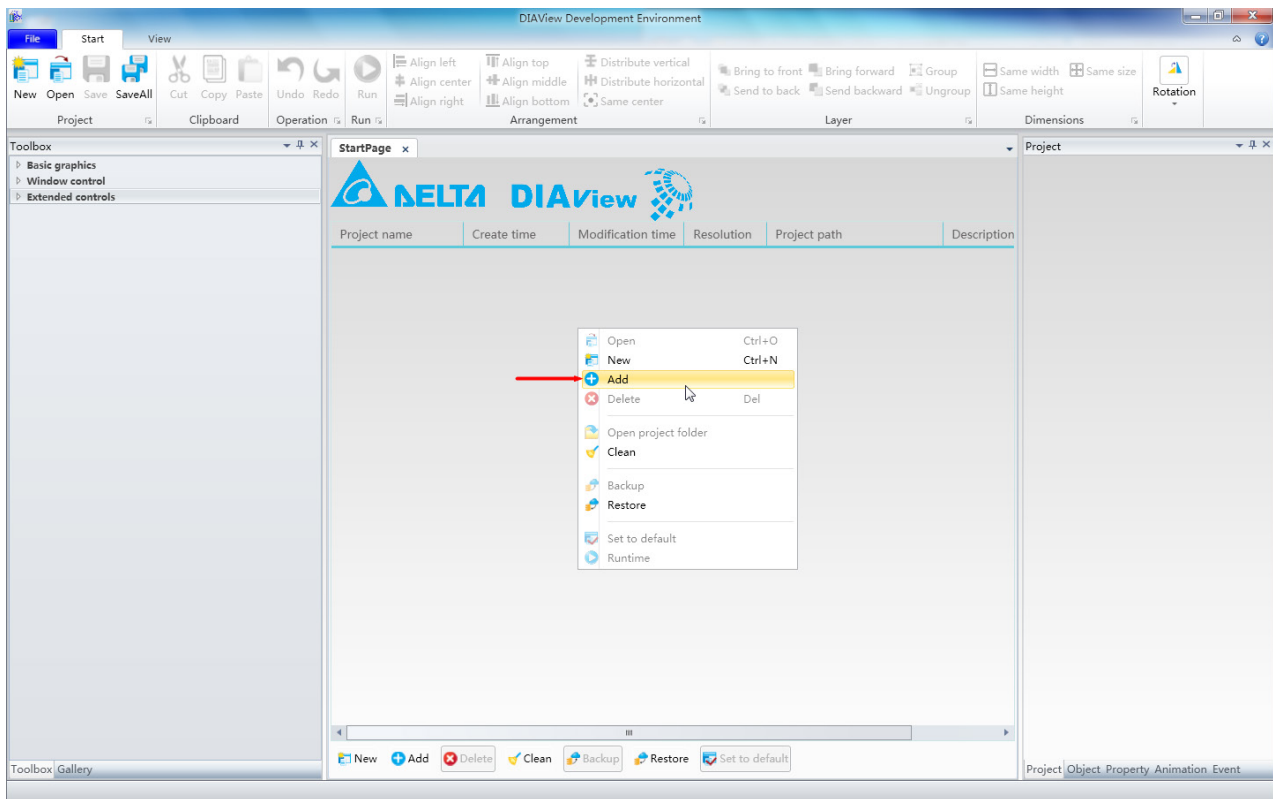 DIAView Development Environment
File Start View
New Open Save SaveAll Cut Copy Paste Undo Redo Run
Align left Align top Distribute vertical
Align center Align middle Distribute horizontal
Align right Align bottom Same center
Bring to front Bring forward Group
Send to back Send backward Ungroup
Same width Same size
Same height
Rotation
Project Clipboard Operation Run Arrangement Layer Dimensions
Toolbox
Basic graphics
Window control
Extended controls
StartPage x
Project
DELTA DIAView
Project name Create time Modification time Resolution Project path Description
Open Ctrl+O
New Ctrl+N
Add
Delete Del
Open project folder
Clean
Backup
Restore
Set to default
Runtime
New Add Delete Clean Backup Restore Set to default
Toolbox Gallery
Project Object Property Animation Event